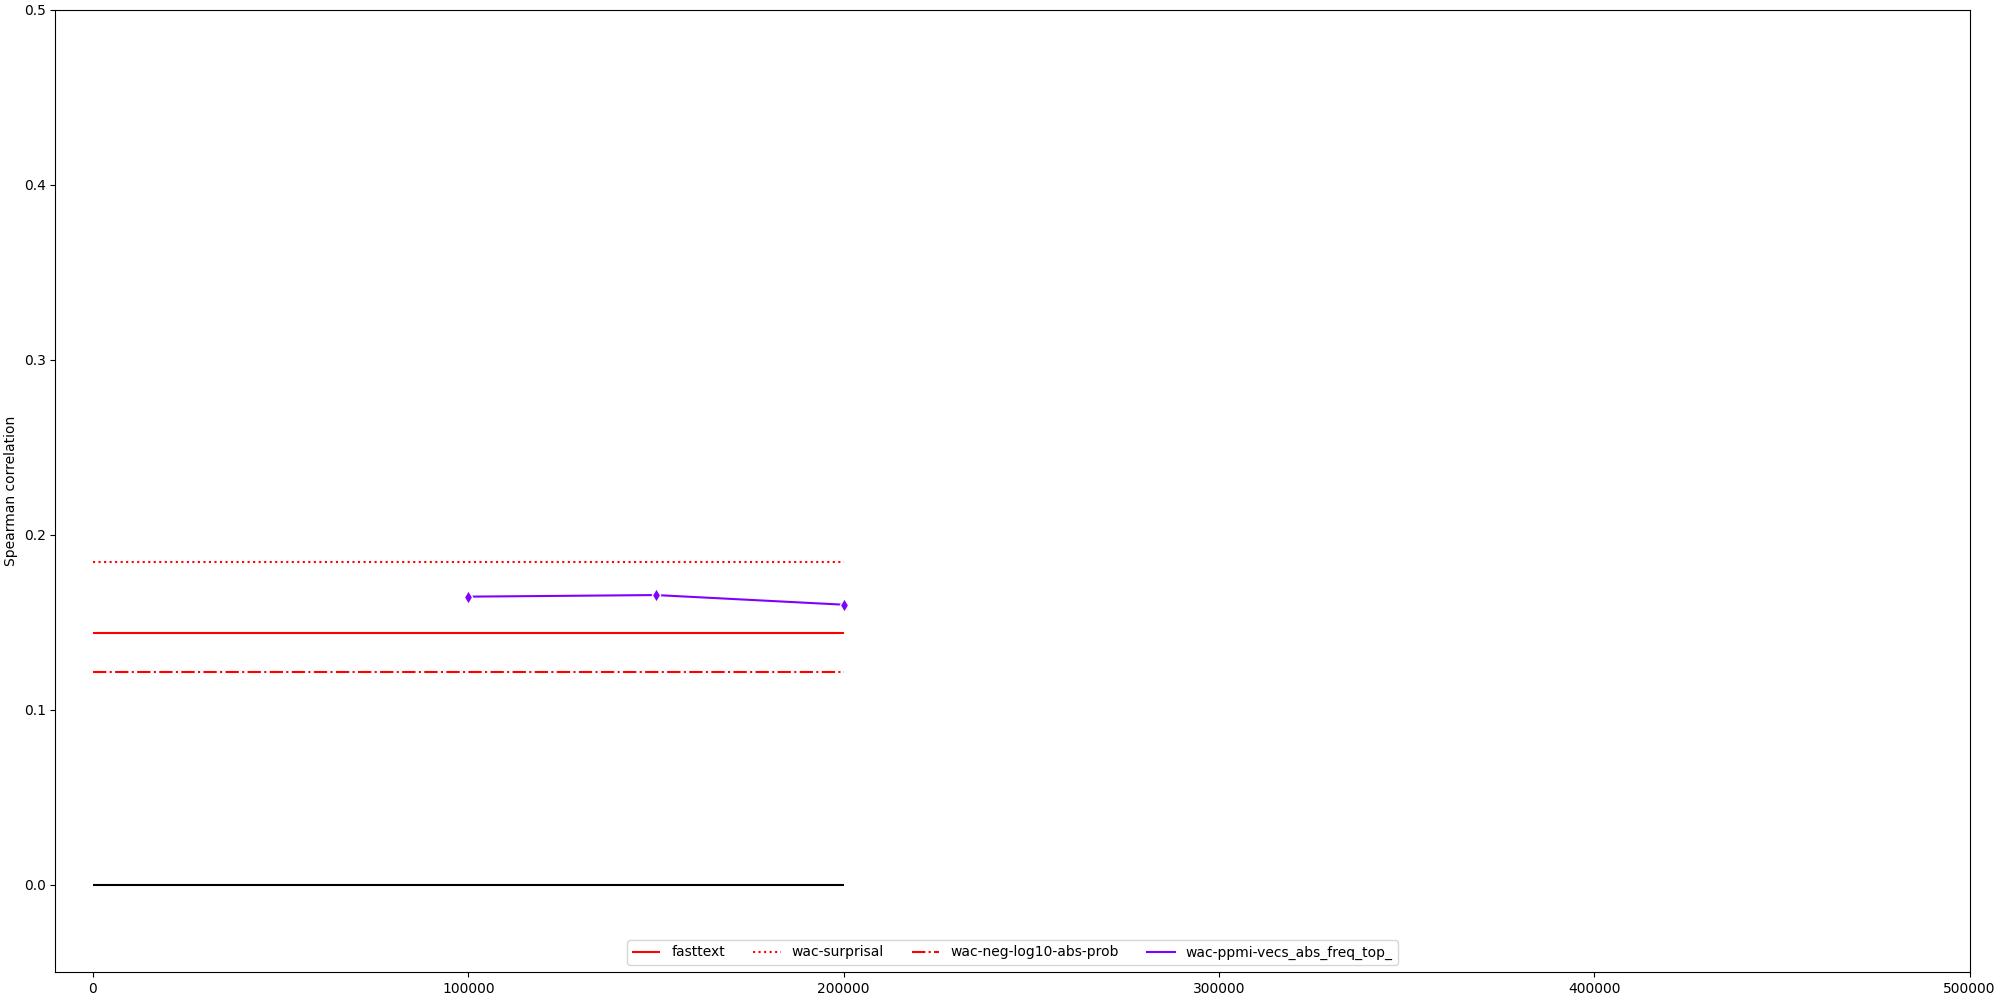 0.5
0.4
0.3
0.2
0.1
0.0
Spearman correlation
fasttext wac-surprisal wac-neg-log10-abs-prob wac-ppmi-vecs_abs_freq_top_
0 100000 200000 300000 400000 500000